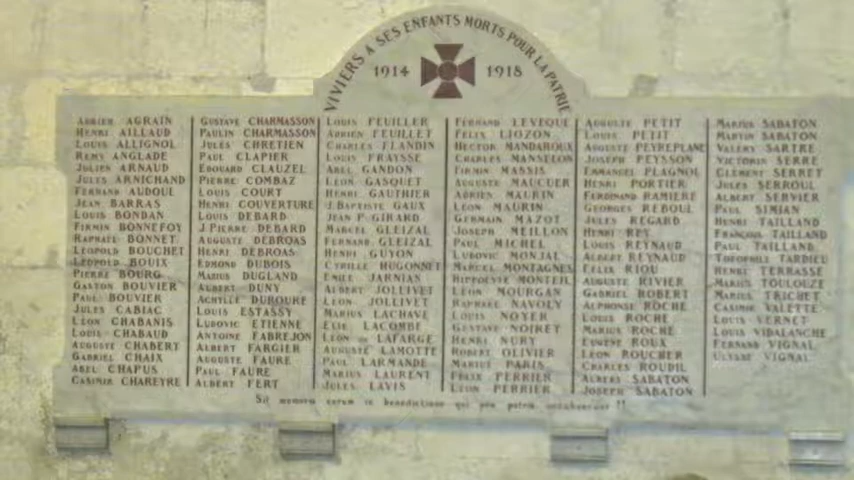 VIVIERS A SES ENFANTS MORTS POUR LA PATRIE
1914 1918
ADRIEN AGRAIN
HENRI AILLAUD
LOUIS ALLIGNOL
REMY ANGLADE
JULIEN ARNAUD
JULES ARNICHAND
FERNAND AUDOUL
JEAN BARRAS
LOUIS BONDAN
FIRMIN BONNEFOY
RAPHAEL BONNET
LEOPOLD BOUCHET
LEOPOLD BOUIX
PIERRE BOURG
GASTON BOUVIER
PAUL BOUVIER
JULES CABIAC
LEON CHABANIS
LOUIS CHABAUD
AUGUSTE CHABERT
GABRIEL CHAIX
ABEL CHAPUS
CASIMIR CHAREYRE
GUSTAVE CHARMASSON
PAULIN CHARMASSON
JULES CHRETIEN
PAUL CLAPIER
EDOUARD CLAUZEL
PIERRE COMBAZ
LOUIS COURT
HENRI COUVERTURE
LOUIS DEBARD
J.PIERRE DEBARD
AUGUSTE DEBROAS
HENRI DEBROAS
EDMOND DUBOIS
MARIUS DUGLAND
ALBERT DUNY
ACHILLE DUROURE
LOUIS ESTASSY
LUDOVIC ETIENNE
ANTOINE FABREJON
ALBERT FARGIER
AUGUSTE FAURE
PAUL FAURE
ALBERT FERT
LOUIS FEUILLER
ADRIEN FEUILLET
CHARLES FLANDIN
LOUIS FRAYSSE
ABEL GANDON
LEON GASQUET
HENRI GAUTHIER
J.BAPTISTE GAUX
JEAN P. GIRARD
MARCEL GLEIZAL
FERNAND GLEIZAL
HENRI GUYON
CYRILLE HUGONNET
EMILE JARNIAS
ALBERT JOLLIVET
LEON JOLLIVET
MARIUS LACHAVE
ELIE LACOMBE
LEON DE LAFARGE
AUGUSTE LAMOTTE
PAUL LARMANDE
MARIUS LAURENT
JULES LAVIS
FERNAND LEVEQUE
FELIX LIOZON
HECTOR MANDAROUX
CHARLES MANSELON
FIRMIN MASSIS
AUGUSTE MAUCUER
ADRIEN MAURIN
LEON MAURIN
GERMAIN MAZOT
JOSEPH MEILLON
PAUL MICHEL
LUDOVIC MONJAL
MARCEL MONTAGNES
HIPPOLYTE MONTEIL
LEON MOURGAN
RAPHAEL NAVOLY
LOUIS NOYER
GUSTAVE NOIREY
HENRI NURY
ROBERT OLIVIER
MARIUS PARIS
FELIX PERRIER
LEON PERRIER
AUGUSTE PETIT
LOUIS PETIT
AUGUSTE PEYREPLANE
JOSEPH PEYSSON
EMMANUEL PLAGNOL
HENRI PORTIER
FERDINAND RAMIERE
GEORGES REBOUL
JULES REGARD
HENRI REY
LOUIS REYNAUD
ALBERT REYNAUD
FELIX RIOU
AUGUSTE RIVIER
GABRIEL ROBERT
ALPHONSE ROCHE
LOUIS ROCHE
MARIUS ROCHE
ROUX
LEON ROUCHER
CHARLES ROUDIL
ALBERT SABATON
JOSEPH SABATON
MARIUS SABATON
MARTIN SABATON
VALERY SARTRE
VICTORIN SERRE
CLEMENT SERRET
JULES SERROUL
ALBERT SERVIER
PAUL SIMIAN
HENRI TAILLAND
FRANÇOIS TAILLAND
PAUL TAILLAND
THEOPHILE TARDIEU
HENRI TERRASSE
MARIUS TOULOUZE
MARIUS TRICHET
CASIMIR VALETTE
LOUIS VERNET
LOUIS VIBALANCHE
FERNAND VIGNAL
ULYSSE VIGNAL
Sit memoria eorum in benedictione qui pro patria